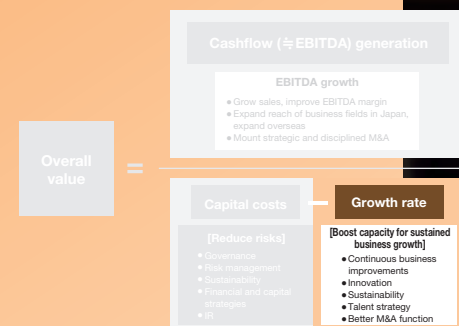 Cashflow (≒EBITDA) generation
EBITDA growth
● Grow sales, improve EBITDA margin
● Expand reach of business fields in Japan,
expand overseas
● Mount strategic and disciplined M&A
Overall
value
=
Capital costs
–
Growth rate
[Reduce risks]
● Governance
● Risk management
● Sustainability
● Financial and capital
strategies
● IR
[Boost capacity for sustained
business growth]
● Continuous business
improvements
● Innovation
● Sustainability
● Talent strategy
● Better M&A function